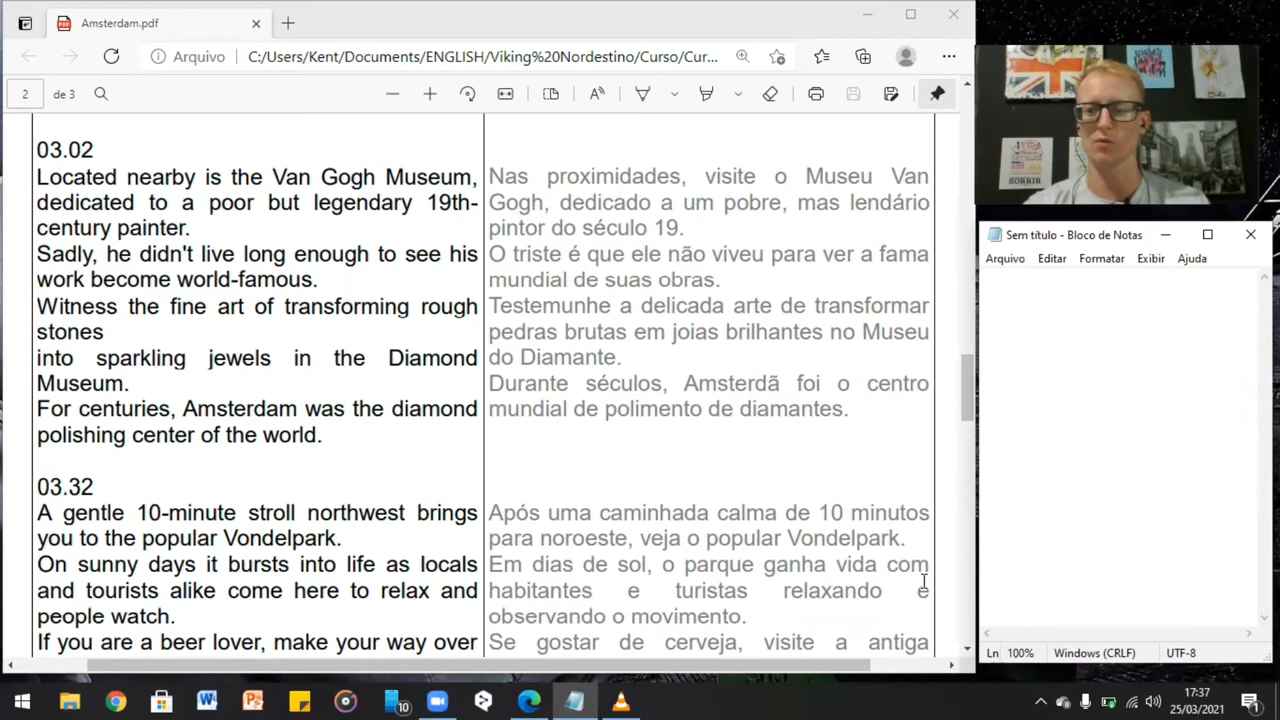 Amsterdam.pdf
Arquivo
C:/Users/Kent/Documents/ENGLISH/Viking%20Nordestino/Curso/Cur...
2
de 3
03.02
Located nearby is the Van Gogh Museum,
dedicated to a poor but legendary 19th-
century painter.
Sadly, he didn't live long enough to see his
work become world-famous.
Witness the fine art of transforming rough
stones
into sparkling jewels in the Diamond
Museum.
For centuries, Amsterdam was the diamond
polishing center of the world.
03.32
A gentle 10-minute stroll northwest brings
you to the popular Vondelpark.
On sunny days it bursts into life as locals
and tourists alike come here to relax and
people watch.
If you are a beer lover, make your way over
Nas proximidades, visite o Museu Van
Gogh, dedicado a um pobre, mas lendário
pintor do século 19.
O triste é que ele não viveu para ver a fama
mundial de suas obras.
Testemunhe a delicada arte de transformar
pedras brutas em joias brilhantes no Museu
do Diamante.
Durante séculos, Amsterdã foi o centro
mundial de polimento de diamantes.
Após uma caminhada calma de 10 minutos
para noroeste, veja o popular Vondelpark.
Em dias de sol, o parque ganha vida com
habitantes e turistas relaxando e
observando o movimento.
Se gostar de cerveja, visite a antiga
SORRIR
Sem título - Bloco de Notas
Arquivo Editar Formatar Exibir Ajuda
Ln 100% Windows (CRLF) UTF-8
10
17:37
25/03/2021
1